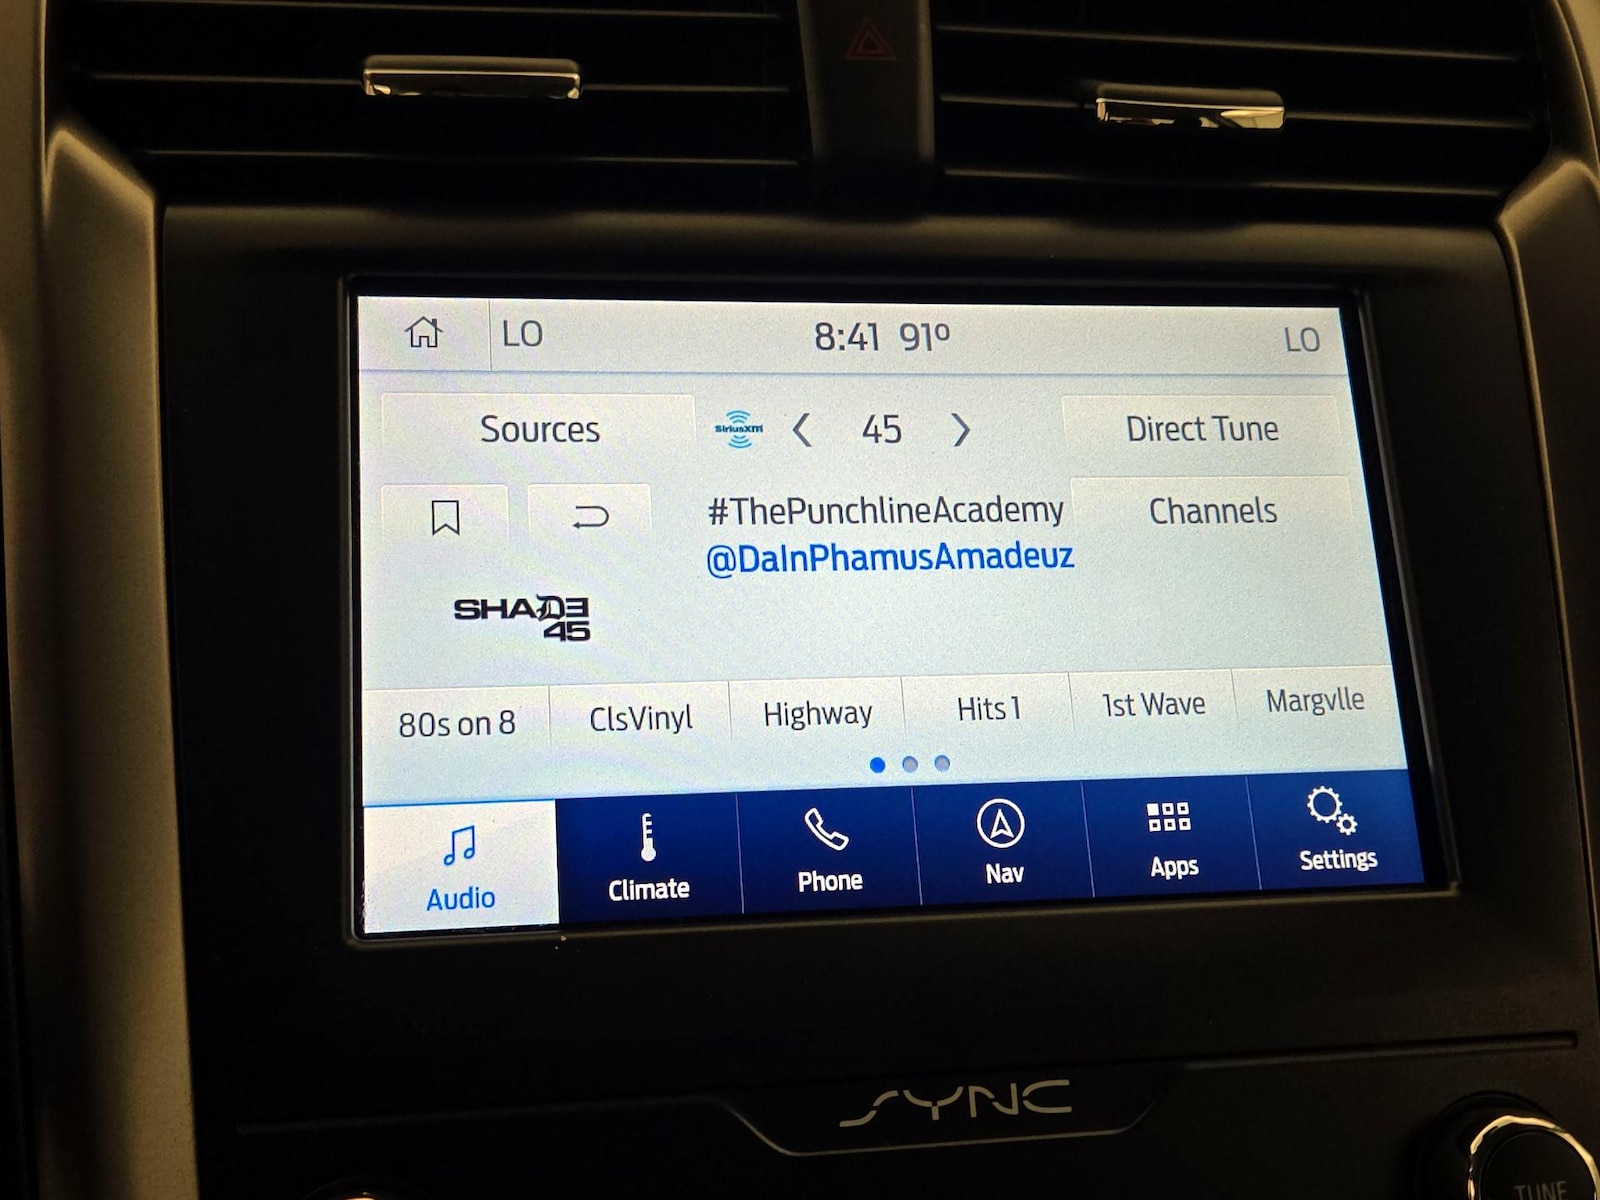 LO 8:41 91° LO
Sources SiriusXM 45 Direct Tune
#ThePunchlineAcademy Channels
@DaInPhamusAmadeuz
SHADE
45
80s on 8 ClsVinyl Highway Hits 1 1st Wave Margvlle
Audio Climate Phone Nav Apps Settings
SYNC
TUNE